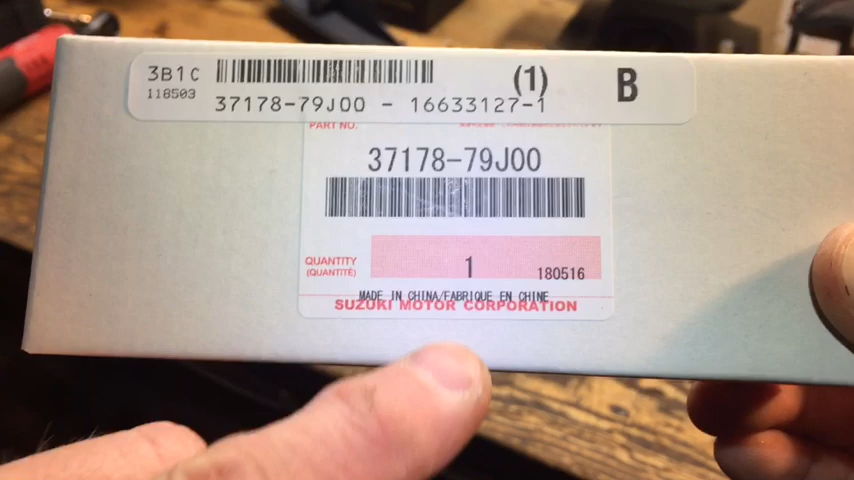 3B1C
118503
(1)
B
37178-79J00 - 16633127-1
PART NO.
37178-79J00
QUANTITY
(QUANTITÉ)
1
180516
MADE IN CHINA/FABRIQUE EN CHINE
SUZUKI MOTOR CORPORATION